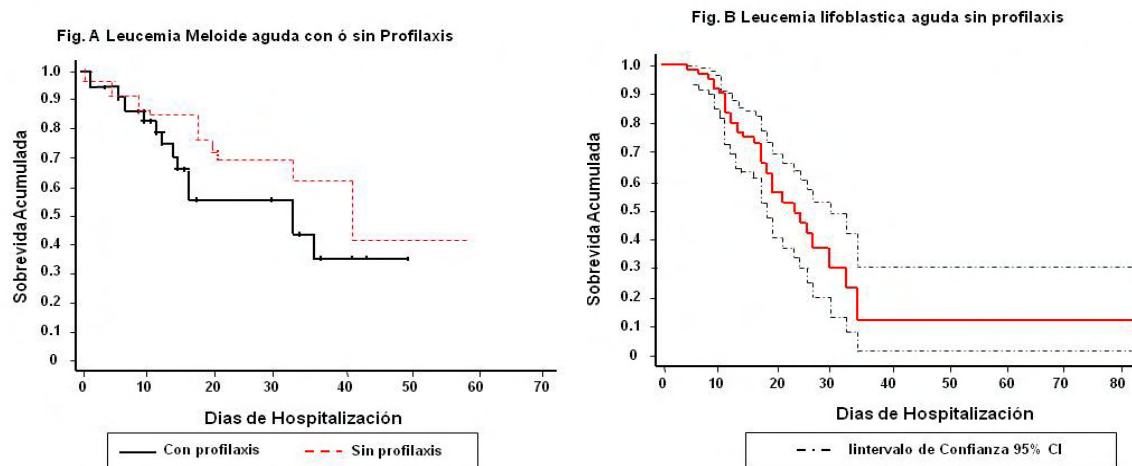 Fig. A Leucemia Meloide aguda con ó sin Profilaxis
Sobrevida Acumulada
1.0
0.9
0.8
0.7
0.6
0.5
0.4
0.3
0.2
0.1
0
0 10 20 30 40 50 60 70
Dias de Hospitalización
Con profilaxis Sin profilaxis
Fig. B Leucemia lifoblastica aguda sin profilaxis
Sobrevida Acumulada
1.0
0.9
0.8
0.7
0.6
0.5
0.4
0.3
0.2
0.1
0
0 10 20 30 40 50 60 70 80
Dias de Hospitalización
Iintervalo de Confianza 95% CI